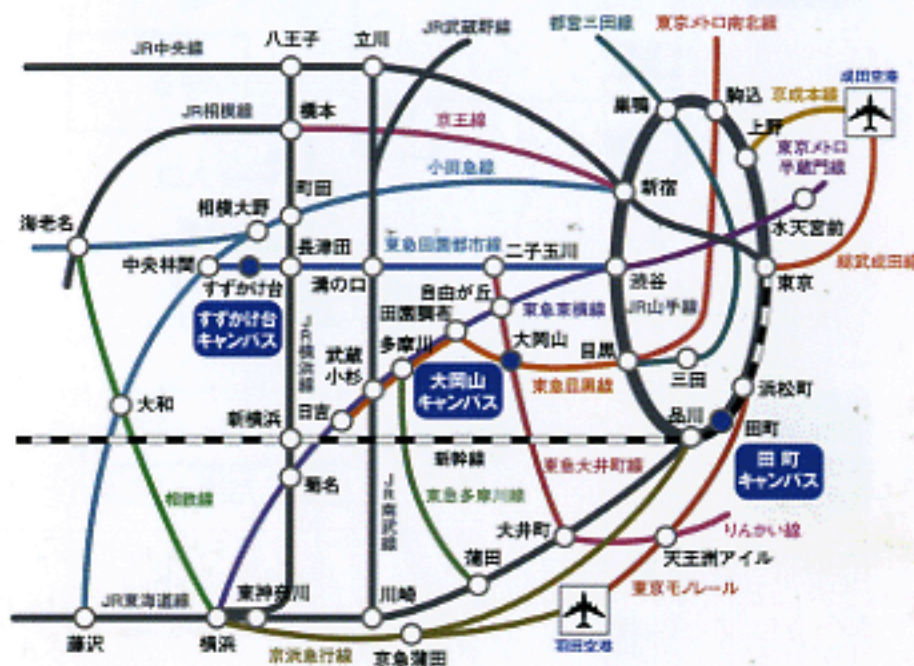 JR中央線
八王子
立川
JR武蔵野線
都営三田線
東京メトロ南北線
成田空港
JR相模線
橋本
京王線
巣鴨
駒込
京成本線
上野
東京メトロ
半蔵門線
小田急線
町田
新宿
水天宮前
海老名
相模大野
中央林間
長津田
東急田園都市線
二子玉川
すずかけ台
溝の口
渋谷
東京
総武成田線
すずかけ台
キャンパス
自由が丘
東急東横線
JR山手線
田園調布
JR横浜線
武蔵
小杉
多摩川
大岡山
目黒
三田
大岡山
キャンパス
東急目黒線
浜松町
大和
新横浜
日吉
品川
田町
新幹線
東急大井町線
田町
キャンパス
相鉄線
菊名
JR南武線
東急多摩川線
大井町
りんかい線
蒲田
天王洲アイル
JR東海道線
東神奈川
川崎
東京モノレール
藤沢
横浜
京浜急行線
京急蒲田
羽田空港